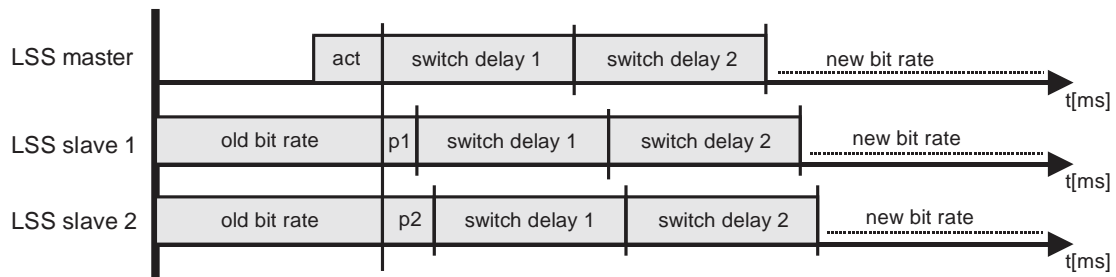 LSS master act switch delay 1 switch delay 2 new bit rate
t[ms]
LSS slave 1 old bit rate p1 switch delay 1 switch delay 2 new bit rate
t[ms]
LSS slave 2 old bit rate p2 switch delay 1 switch delay 2 new bit rate
t[ms]